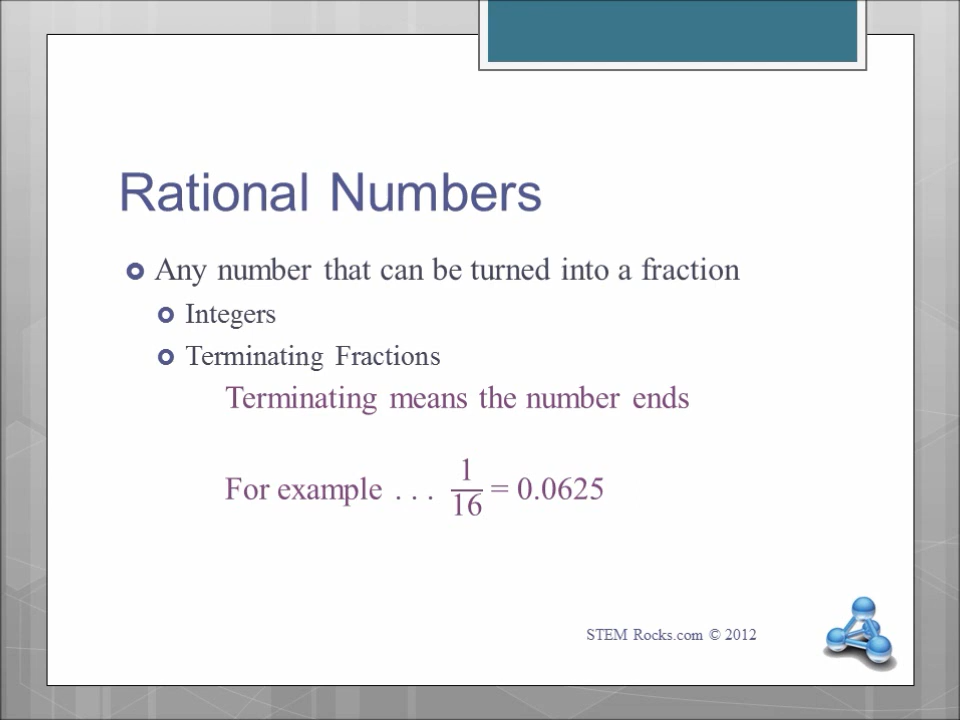 Rational Numbers
Any number that can be turned into a fraction
Integers
Terminating Fractions
Terminating means the number ends
For example . . . 1/16 = 0.0625
STEM Rocks.com © 2012